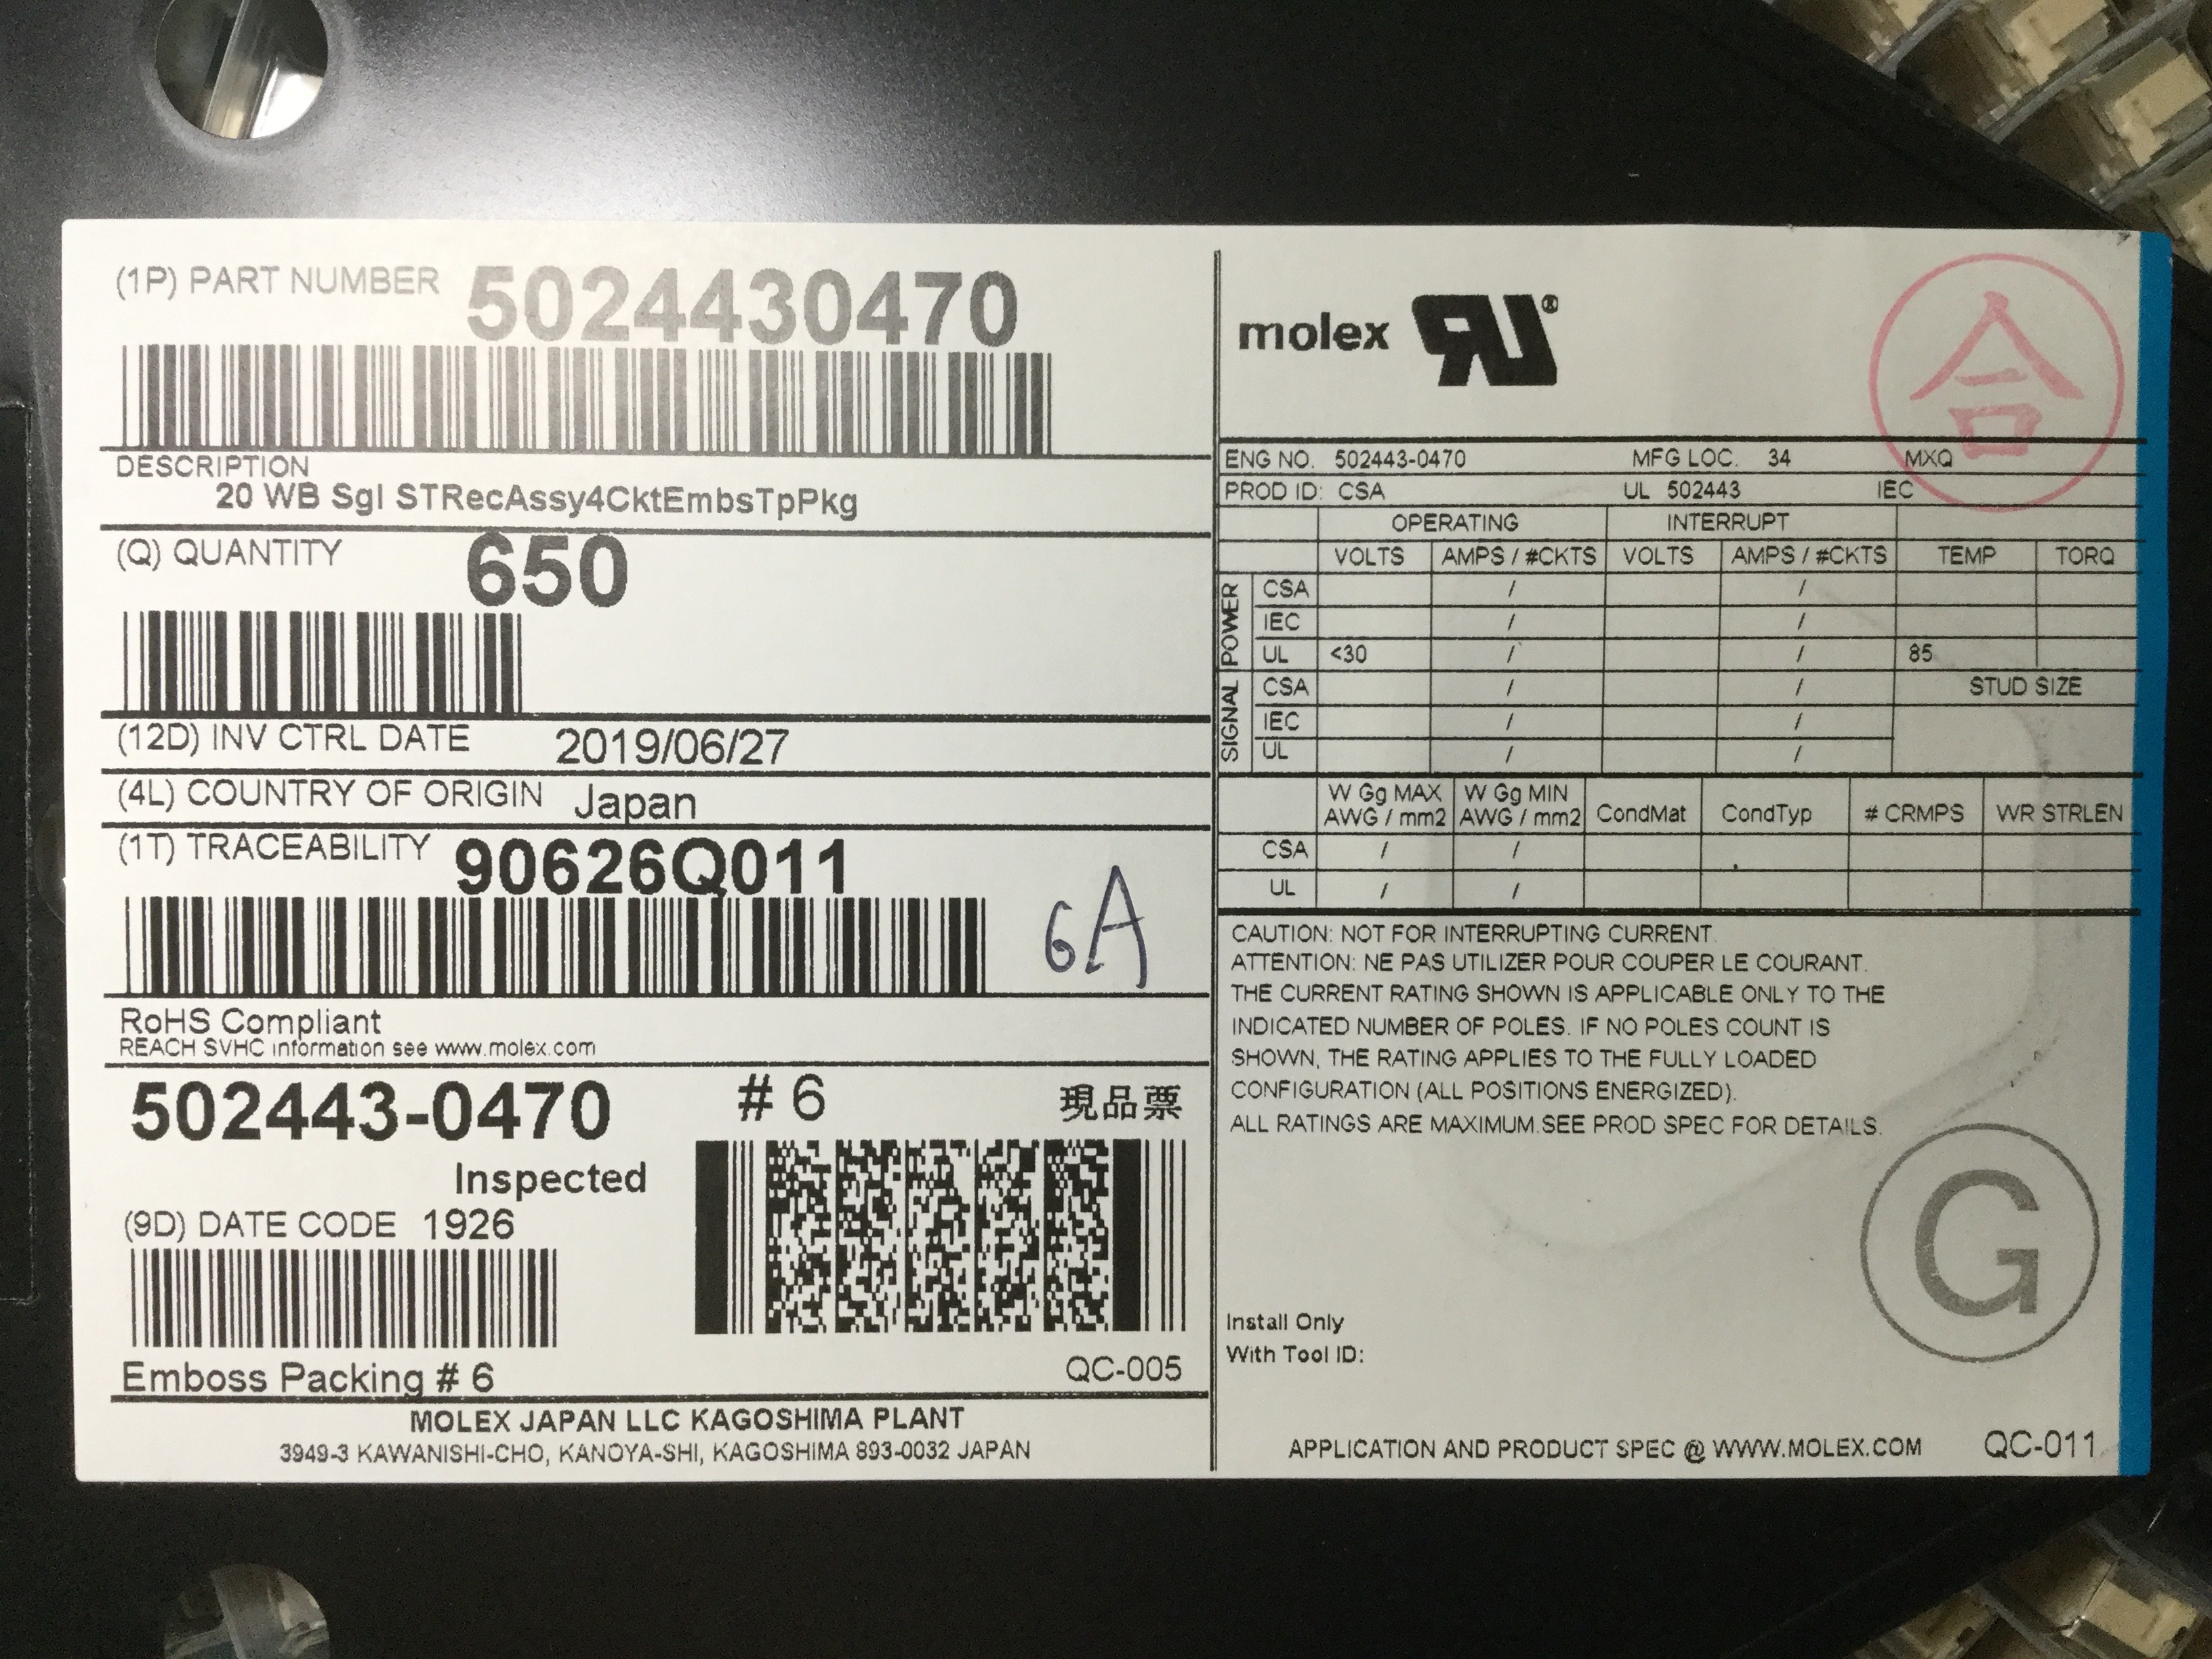 (1P) PART NUMBER 5024430470
DESCRIPTION
20 WB Sgl STRecAssy4CktEmbsTpPkg
(Q) QUANTITY 650
(12D) INV CTRL DATE 2019/06/27
(4L) COUNTRY OF ORIGIN Japan
(1T) TRACEABILITY 90626Q011
6A
RoHS Compliant
REACH SVHC information see www.molex.com
502443-0470 # 6 現品票
Inspected
(9D) DATE CODE 1926
Emboss Packing # 6 QC-005
MOLEX JAPAN LLC KAGOSHIMA PLANT
3949-3 KAWANISHI-CHO, KANOYA-SHI, KAGOSHIMA 893-0032 JAPAN
molex RU ®
合
ENG NO. 502443-0470 MFG LOC. 34 MXQ
PROD ID: CSA UL 502443 IEC
OPERATING INTERRUPT
VOLTS AMPS / #CKTS VOLTS AMPS / #CKTS TEMP TORQ
POWER
CSA / /
IEC / /
UL <30 / / 85
SIGNAL
CSA / / STUD SIZE
IEC / /
UL / /
W Gg MAX W Gg MIN
AWG / mm2 AWG / mm2 CondMat CondTyp # CRMPS WR STRLEN
CSA / /
UL / /
CAUTION: NOT FOR INTERRUPTING CURRENT.
ATTENTION: NE PAS UTILIZER POUR COUPER LE COURANT.
THE CURRENT RATING SHOWN IS APPLICABLE ONLY TO THE
INDICATED NUMBER OF POLES. IF NO POLES COUNT IS
SHOWN, THE RATING APPLIES TO THE FULLY LOADED
CONFIGURATION (ALL POSITIONS ENERGIZED).
ALL RATINGS ARE MAXIMUM.SEE PROD SPEC FOR DETAILS.
G
Install Only
With Tool ID:
APPLICATION AND PRODUCT SPEC @ WWW.MOLEX.COM QC-011